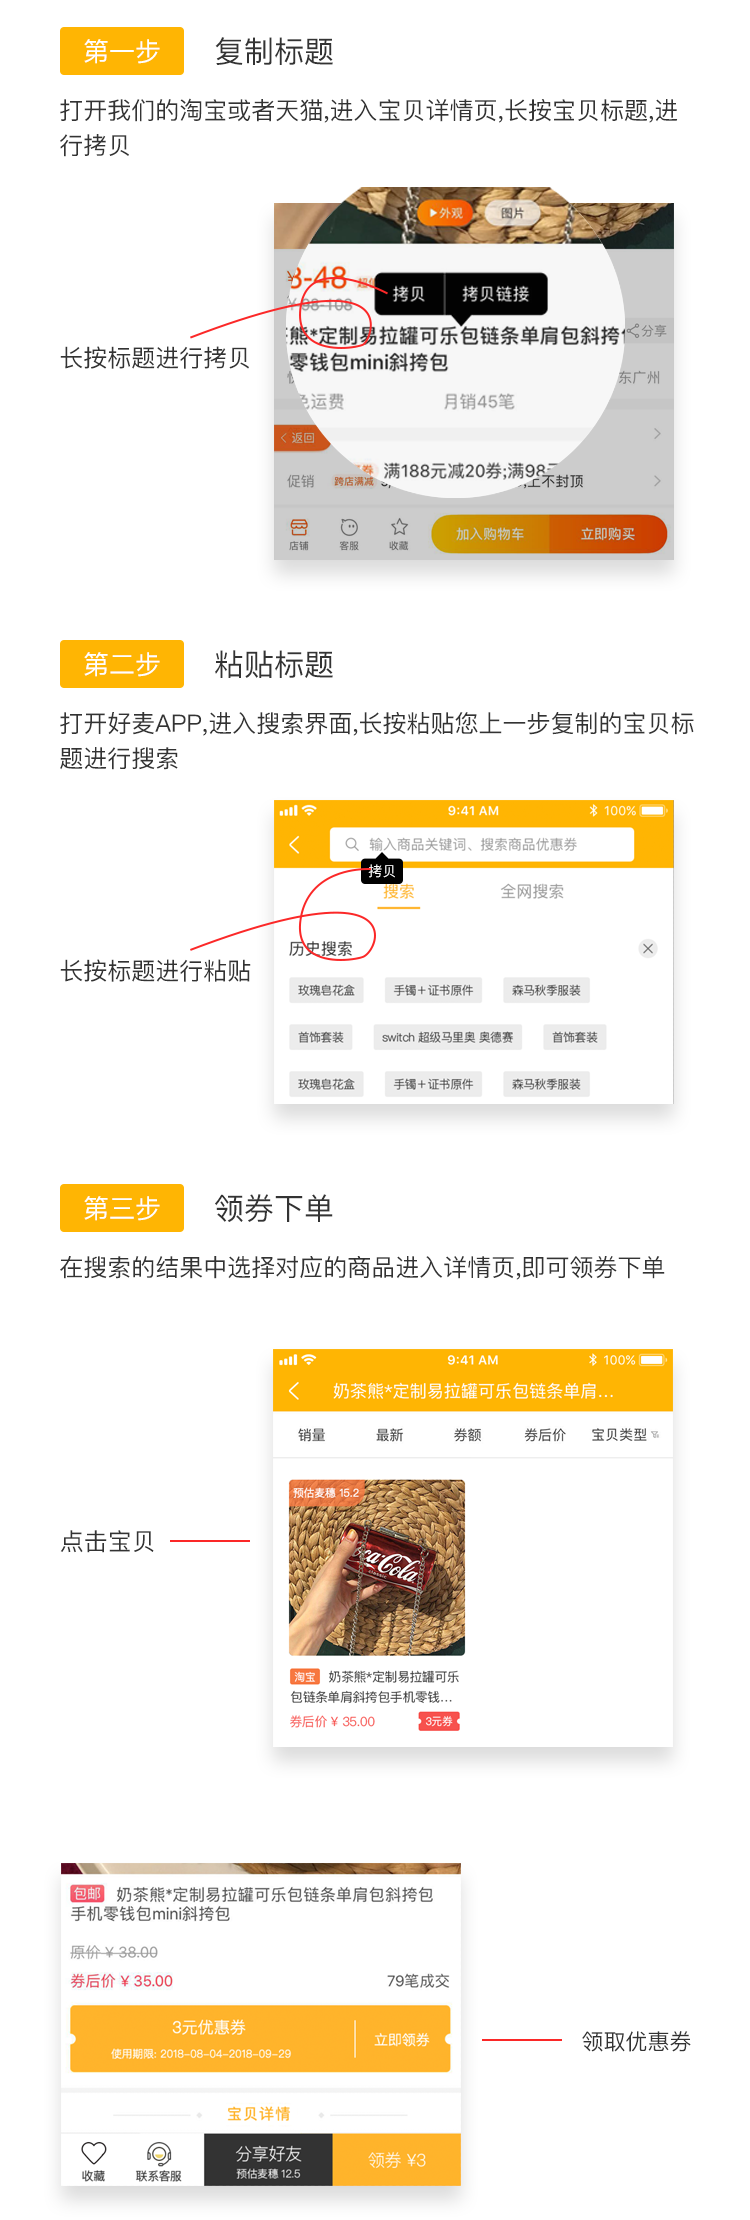 第一步 复制标题
打开我们的淘宝或者天猫,进入宝贝详情页,长按宝贝标题,进
行拷贝
外观 图片
3-48
拷贝 拷贝链接
¥98-108
熊*定制易拉罐可乐包链条单肩包斜挎
分享
零钱包mini斜挎包
长按标题进行拷贝
东广州
运费 月销45笔
返回
满188元减20券;满98
促销 跨店满减 上不封顶
加入购物车 立即购买
店铺 客服 收藏
第二步 粘贴标题
打开好麦APP,进入搜索界面,长按粘贴您上一步复制的宝贝标
题进行搜索
9:41 AM 100%
输入商品关键词、搜索商品优惠券
拷贝
搜索 全网搜索
历史搜索
长按标题进行粘贴
玫瑰皂花盒 手镯+证书原件 森马秋季服装
首饰套装 switch 超级马里奥 奥德赛 首饰套装
玫瑰皂花盒 手镯+证书原件 森马秋季服装
第三步 领券下单
在搜索的结果中选择对应的商品进入详情页,即可领券下单
9:41 AM 100%
奶茶熊*定制易拉罐可乐包链条单肩...
销量 最新 券额 券后价 宝贝类型
预估麦穗 15.2
点击宝贝
Coca-Cola
classic
淘宝 奶茶熊*定制易拉罐可乐
包链条单肩斜挎包手机零钱...
券后价 ¥ 35.00 3元券
包邮 奶茶熊*定制易拉罐可乐包链条单肩包斜挎包
手机零钱包mini斜挎包
原价 ¥ 38.00
券后价 ¥ 35.00 79笔成交
3元优惠券
立即领券
使用期限: 2018-08-04-2018-09-29
领取优惠券
宝贝详情
分享好友 领券 ¥3
收藏 联系客服 预估麦穗 12.5